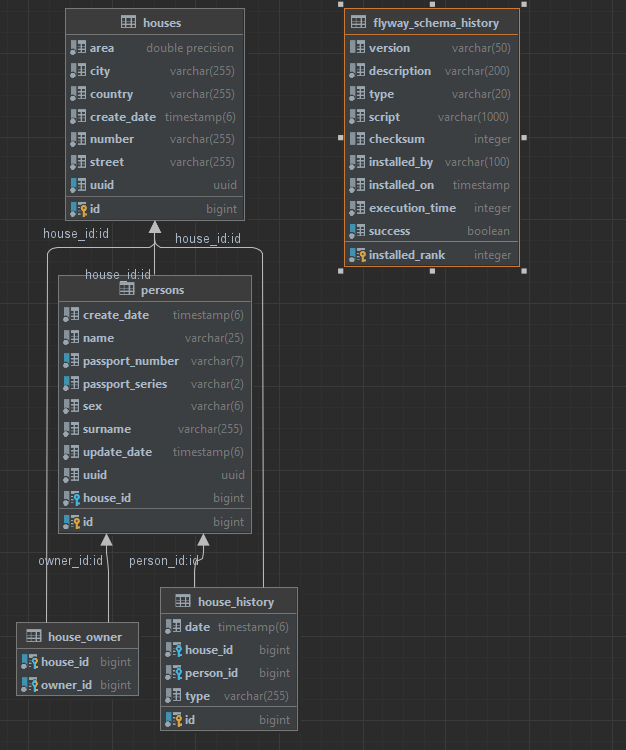 houses
area double precision
city varchar(255)
country varchar(255)
create_date timestamp(6)
number varchar(255)
street varchar(255)
uuid uuid
id bigint
flyway_schema_history
version varchar(50)
description varchar(200)
type varchar(20)
script varchar(1000)
checksum integer
installed_by varchar(100)
installed_on timestamp
execution_time integer
success boolean
installed_rank integer
house_id:id
house_id:id
house_id:id
persons
create_date timestamp(6)
name varchar(25)
passport_number varchar(7)
passport_series varchar(2)
sex varchar(6)
surname varchar(255)
update_date timestamp(6)
uuid uuid
house_id bigint
id bigint
owner_id:id
person_id:id
house_owner
house_id bigint
owner_id bigint
house_history
date timestamp(6)
house_id bigint
person_id bigint
type varchar(255)
id bigint